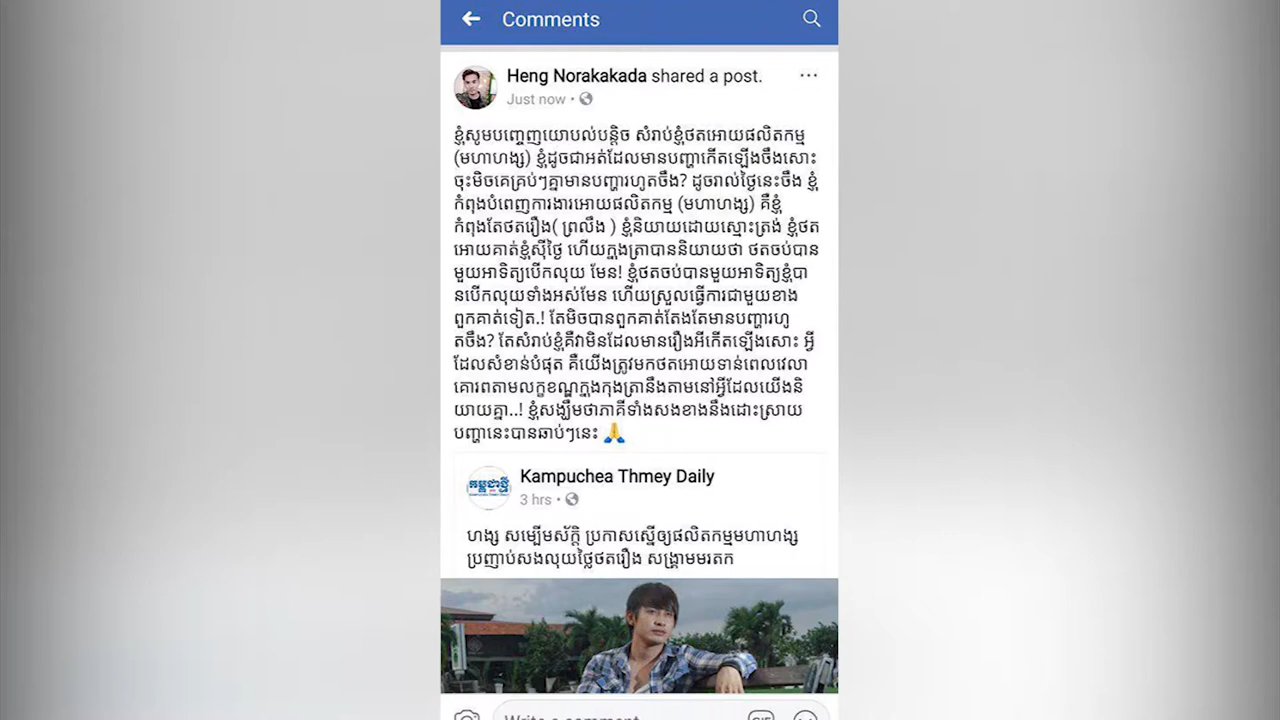 Comments
Heng Norakakada shared a post.
Just now
ខ្ញុំសូមបញ្ចេញយោបល់បន្តិច សំរាប់ខ្ញុំថតអោយផលិតកម្ម
(មហាហង្ស) ខ្ញុំដូចជាអត់ដែលមានបញ្ហាកើតឡើងចឹងសោះ
ចុះមិចគេគ្រប់ៗគ្នាមានបញ្ហារហូតចឹង? ដូចរាល់ថ្ងៃនេះចឹង ខ្ញុំ
កំពុងបំពេញការងារអោយផលិតកម្ម (មហាហង្ស) គឺខ្ញុំ
កំពុងតែថតរឿង( ព្រលឹង ) ខ្ញុំនិយាយដោយស្មោះត្រង់ ខ្ញុំថត
អោយគាត់ខ្ញុំស៊ីថ្ងៃ ហើយក្នុងត្រាបាននិយាយថា ថតចប់បាន
មួយអាទិត្យបើកលុយ មែន! ខ្ញុំថតចប់បានមួយអាទិត្យខ្ញុំបា
នបើកលុយទាំងអស់មែន ហើយស្រួលធ្វើការជាមួយខាង
ពួកគាត់ទៀត.! តែមិចបានពួកគាត់តែងតែមានបញ្ហារហូ
តចឹង? តែសំរាប់ខ្ញុំគឺវាមិនដែលមានរឿងអីកើតឡើងសោះ អ្វី
ដែលសំខាន់បំផុត គឺយើងត្រូវមកថតអោយទាន់ពេលវេលា
គោរពតាមលក្ខខណ្ឌក្នុងកុងត្រានឹងតាមនៅអ្វីដែលយើងនិ
យាយគ្នា..! ខ្ញុំសង្ឃឹមថាភាគីទាំងសងខាងនឹងដោះស្រាយ
បញ្ហានេះបានឆាប់ៗនេះ 🙏
កម្ពុជាថ្មី
Kampuchea Thmey Daily
3 hrs
ហង្ស សម្បើមស័ក្តិ ប្រកាសស្នើឲ្យផលិតកម្មមហាហង្ស
ប្រញាប់សងលុយថ្លៃថតរឿង សង្គ្រាមមរតក
Write a comment
GIF